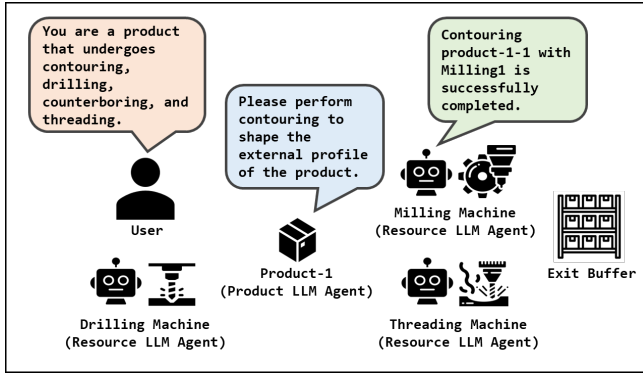 You are a product
that undergoes
contouring,
drilling,
counterboring, and
threading.
Please perform
contouring to
shape the
external profile
of the product.
Contouring
product-1-1 with
Milling1 is
successfully
completed.
User
Milling Machine
(Resource LLM Agent)
Exit Buffer
Product-1
(Product LLM Agent)
Drilling Machine
(Resource LLM Agent)
Threading Machine
(Resource LLM Agent)